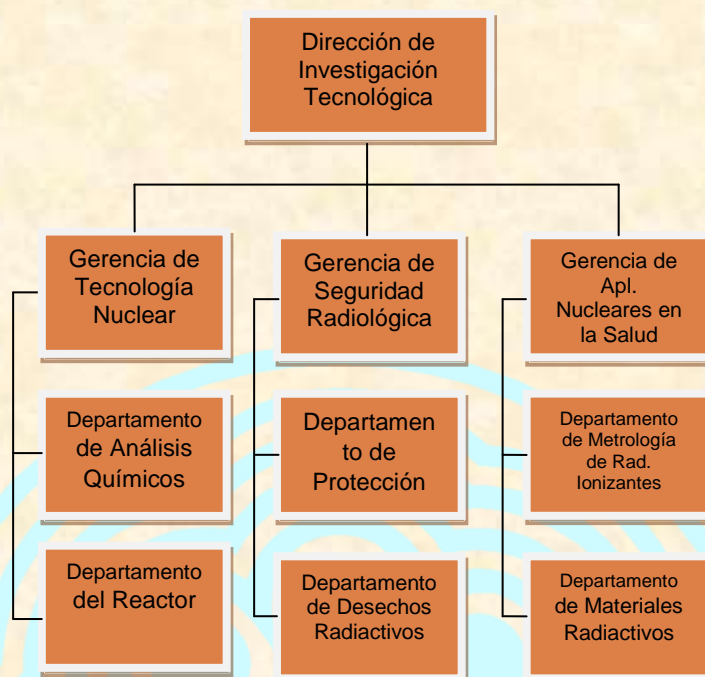 Dirección de
Investigación
Tecnológica
Gerencia de
Tecnología
Nuclear
Gerencia de
Seguridad
Radiológica
Gerencia de
Apl.
Nucleares en
la Salud
Departamento
de Análisis
Químicos
Departamen
to de
Protección
Departamento
de Metrología
de Rad.
Ionizantes
Departamento
del Reactor
Departamento
de Desechos
Radiactivos
Departamento
de Materiales
Radiactivos